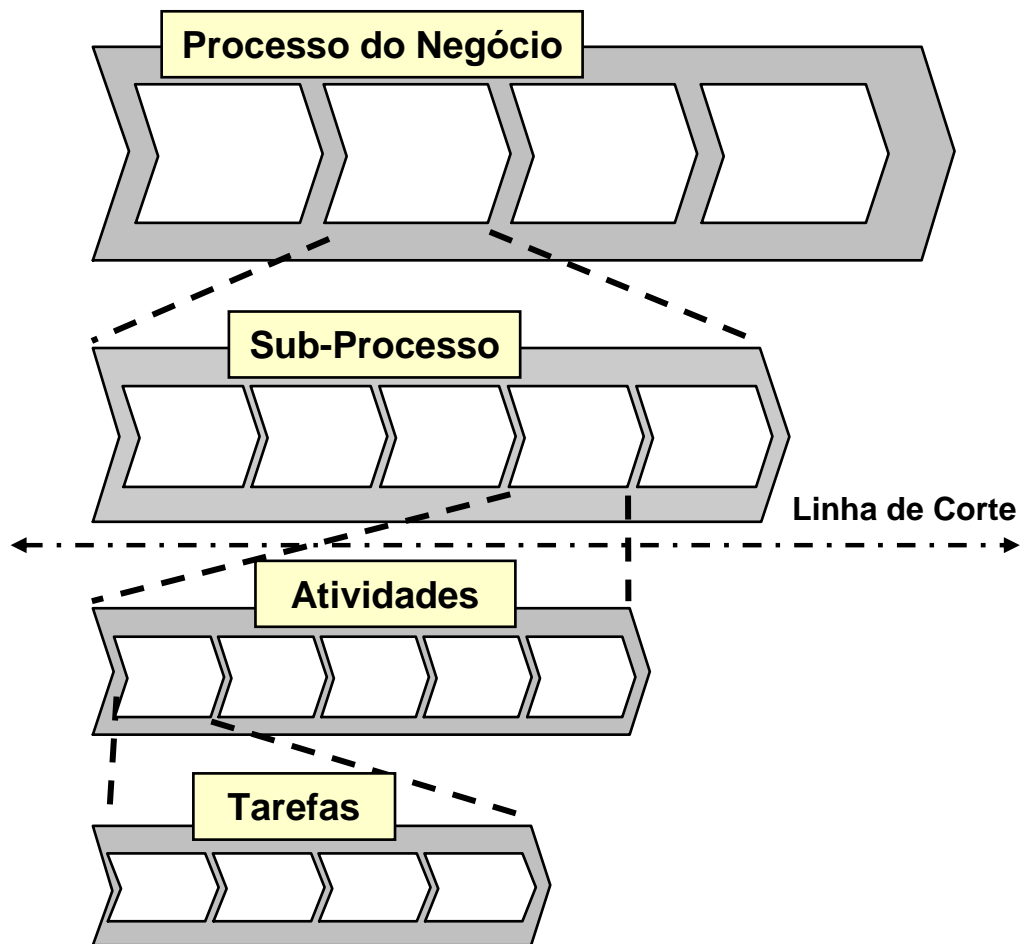 Processo do Negócio
Sub-Processo
Linha de Corte
Atividades
Tarefas